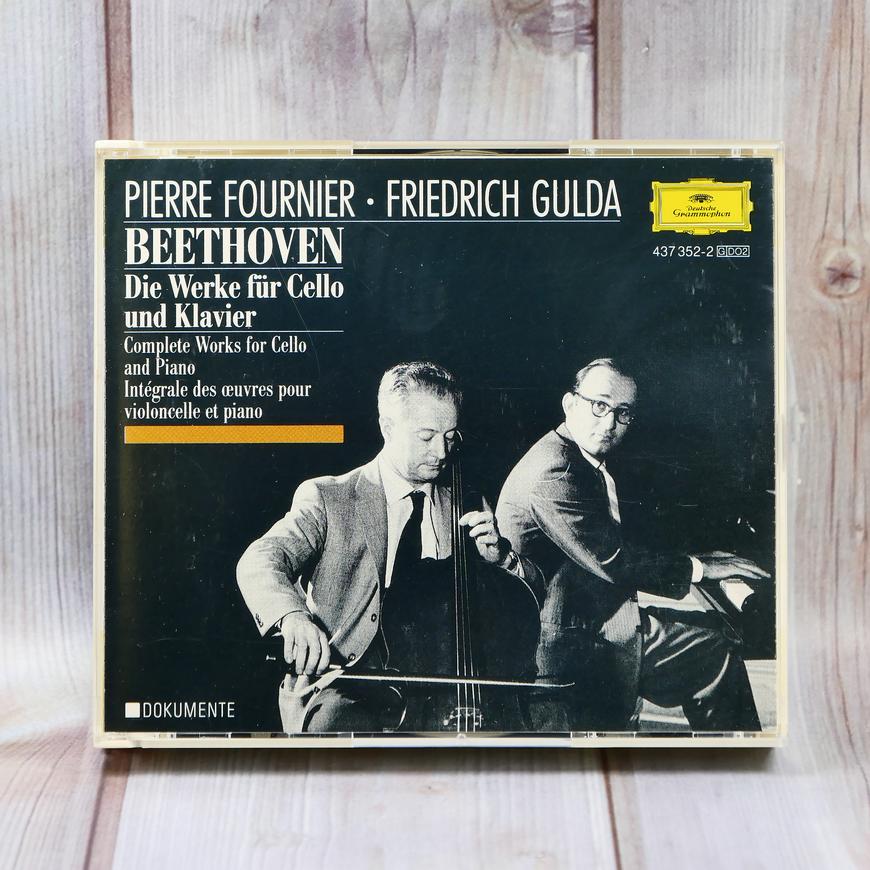 PIERRE FOURNIER · FRIEDRICH GULDA
Deutsche
Grammophon
437 352-2 GDO2
BEETHOVEN
Die Werke für Cello
und Klavier
Complete Works for Cello
and Piano
Intégrale des œuvres pour
violoncelle et piano
DOKUMENTE